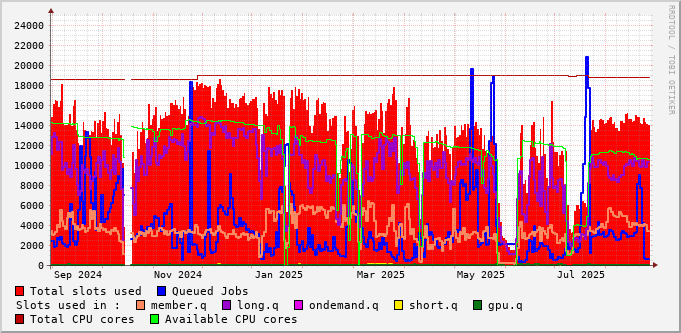 24000
22000
20000
18000
16000
14000
12000
10000
8000
6000
4000
2000
0
Sep 2024 Nov 2024 Jan 2025 Mar 2025 May 2025 Jul 2025
RRDTOOL / TOBI OETIKER
Total slots used Queued Jobs
Slots used in : member.q long.q ondemand.q short.q gpu.q
Total CPU cores Available CPU cores